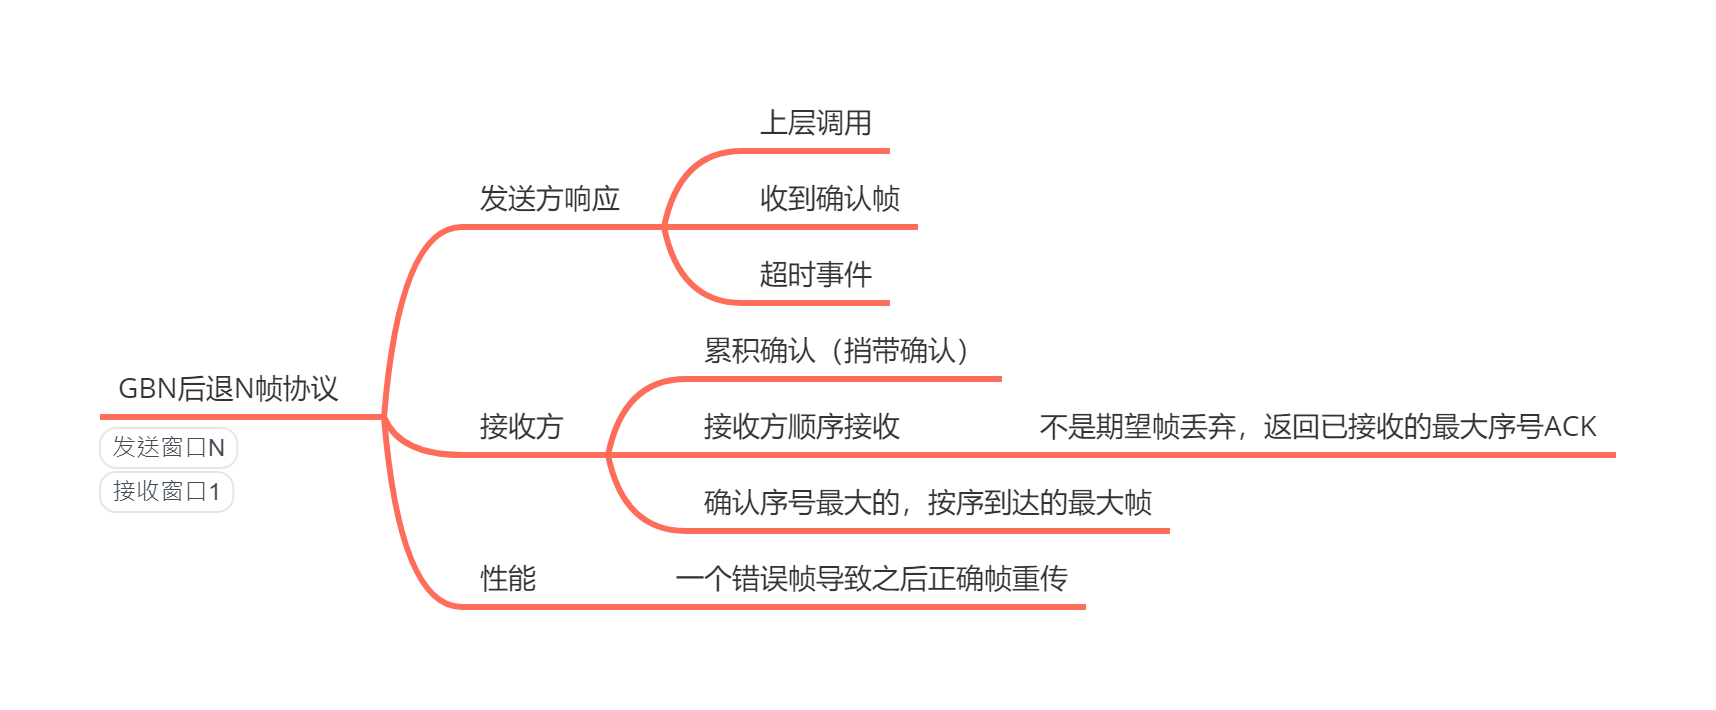 上层调用
发送方响应
收到确认帧
超时事件
累积确认（捎带确认）
GBN后退N帧协议
发送窗口N
接收窗口1
接收方
接收方顺序接收
不是期望帧丢弃，返回已接收的最大序号ACK
确认序号最大的，按序到达的最大帧
性能
一个错误帧导致之后正确帧重传